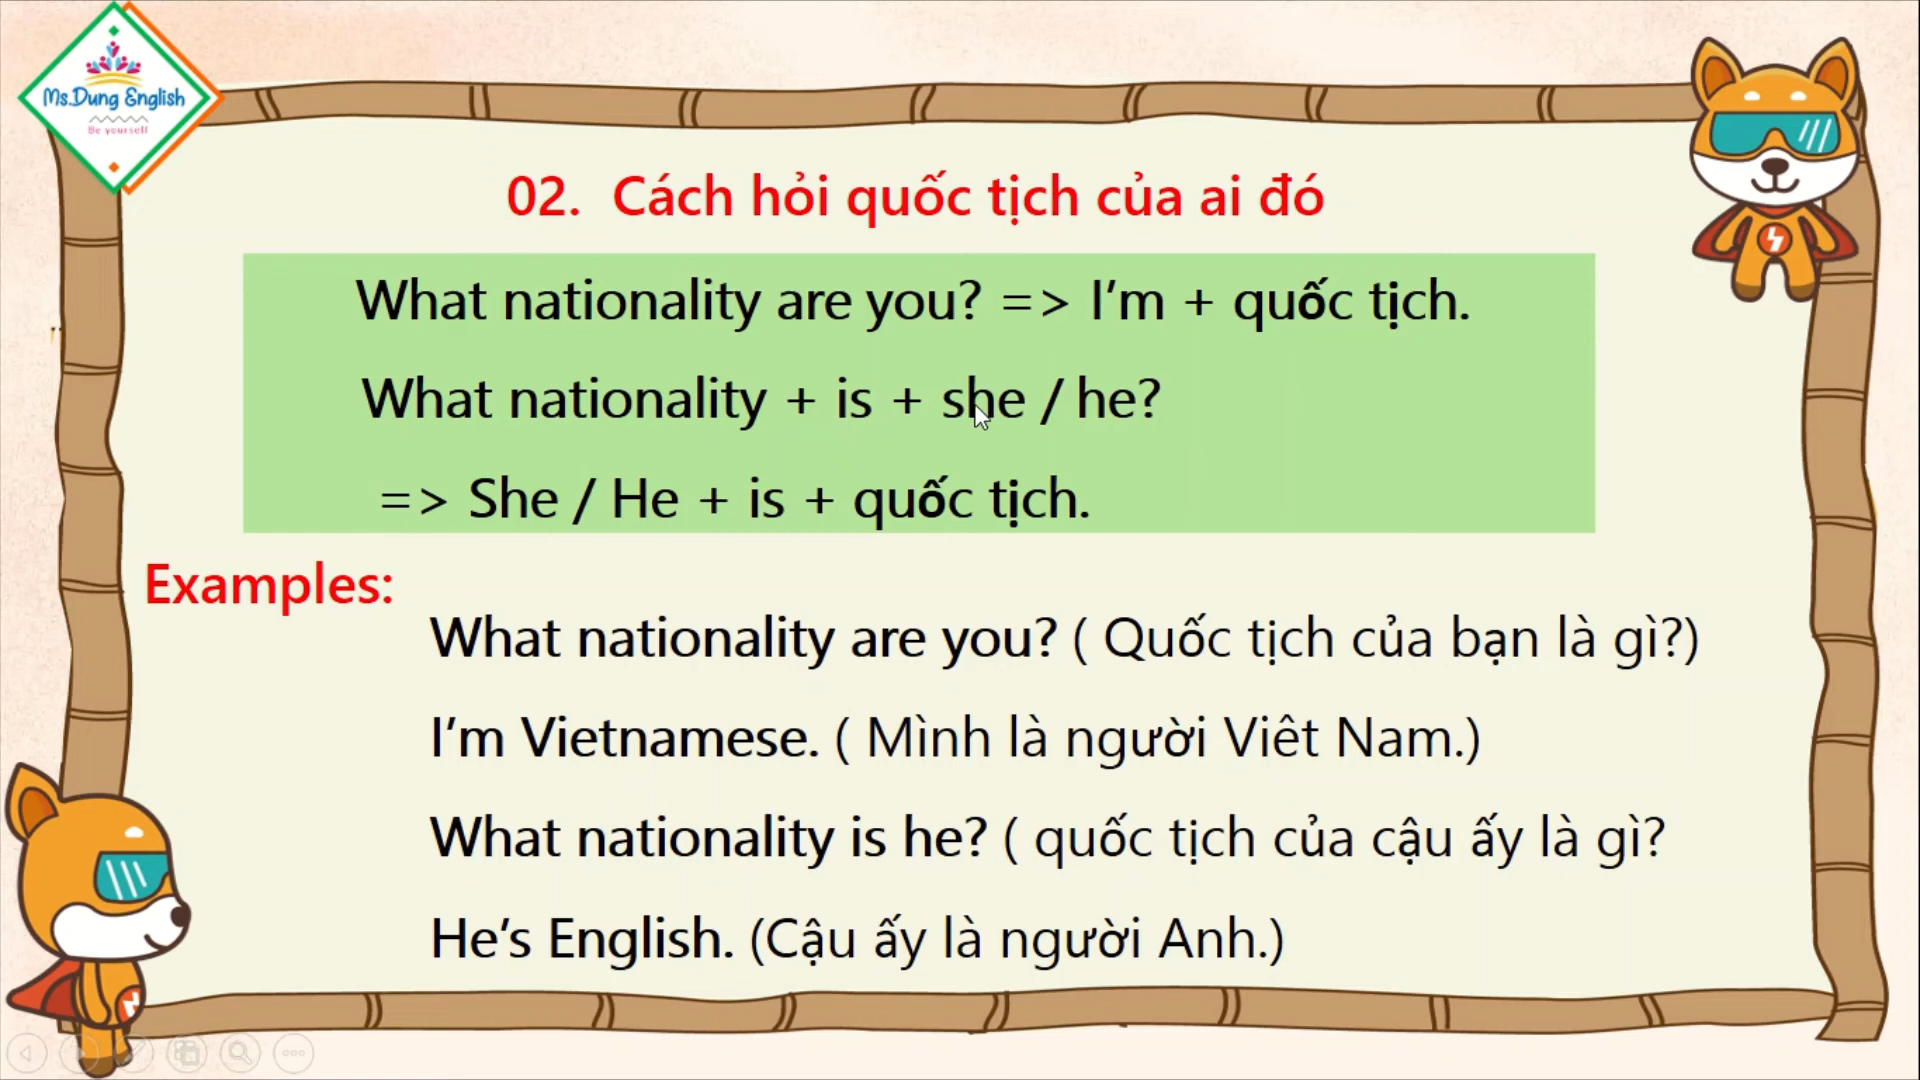 Ms.Dung English
Be yourself
02. Cách hỏi quốc tịch của ai đó
What nationality are you? => I’m + quốc tịch.
What nationality + is + she / he?
=> She / He + is + quốc tịch.
Examples:
What nationality are you? ( Quốc tịch của bạn là gì?)
I’m Vietnamese. ( Mình là người Viêt Nam.)
What nationality is he? ( quốc tịch của cậu ấy là gì?
He’s English. (Cậu ấy là người Anh.)